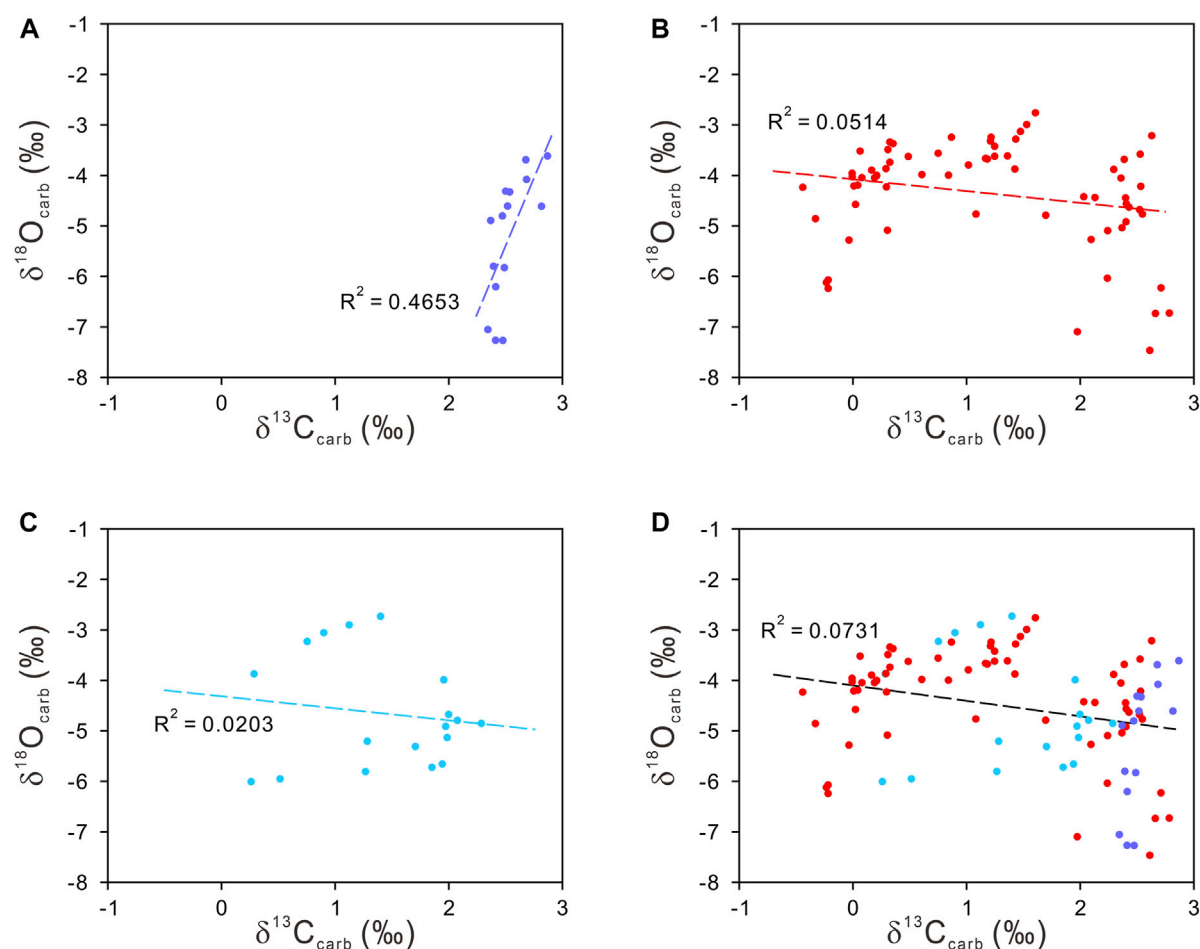 A
-1
-2
-3
-4
-5
-6
-7
-8
δ18Ocarb (‰)
R2 = 0.4653
-1 0 1 2 3
δ13Ccarb (‰)
B
-1
-2
-3
-4
-5
-6
-7
-8
δ18Ocarb (‰)
R2 = 0.0514
-1 0 1 2 3
δ13Ccarb (‰)
C
-1
-2
-3
-4
-5
-6
-7
-8
δ18Ocarb (‰)
R2 = 0.0203
-1 0 1 2 3
δ13Ccarb (‰)
D
-1
-2
-3
-4
-5
-6
-7
-8
δ18Ocarb (‰)
R2 = 0.0731
-1 0 1 2 3
δ13Ccarb (‰)